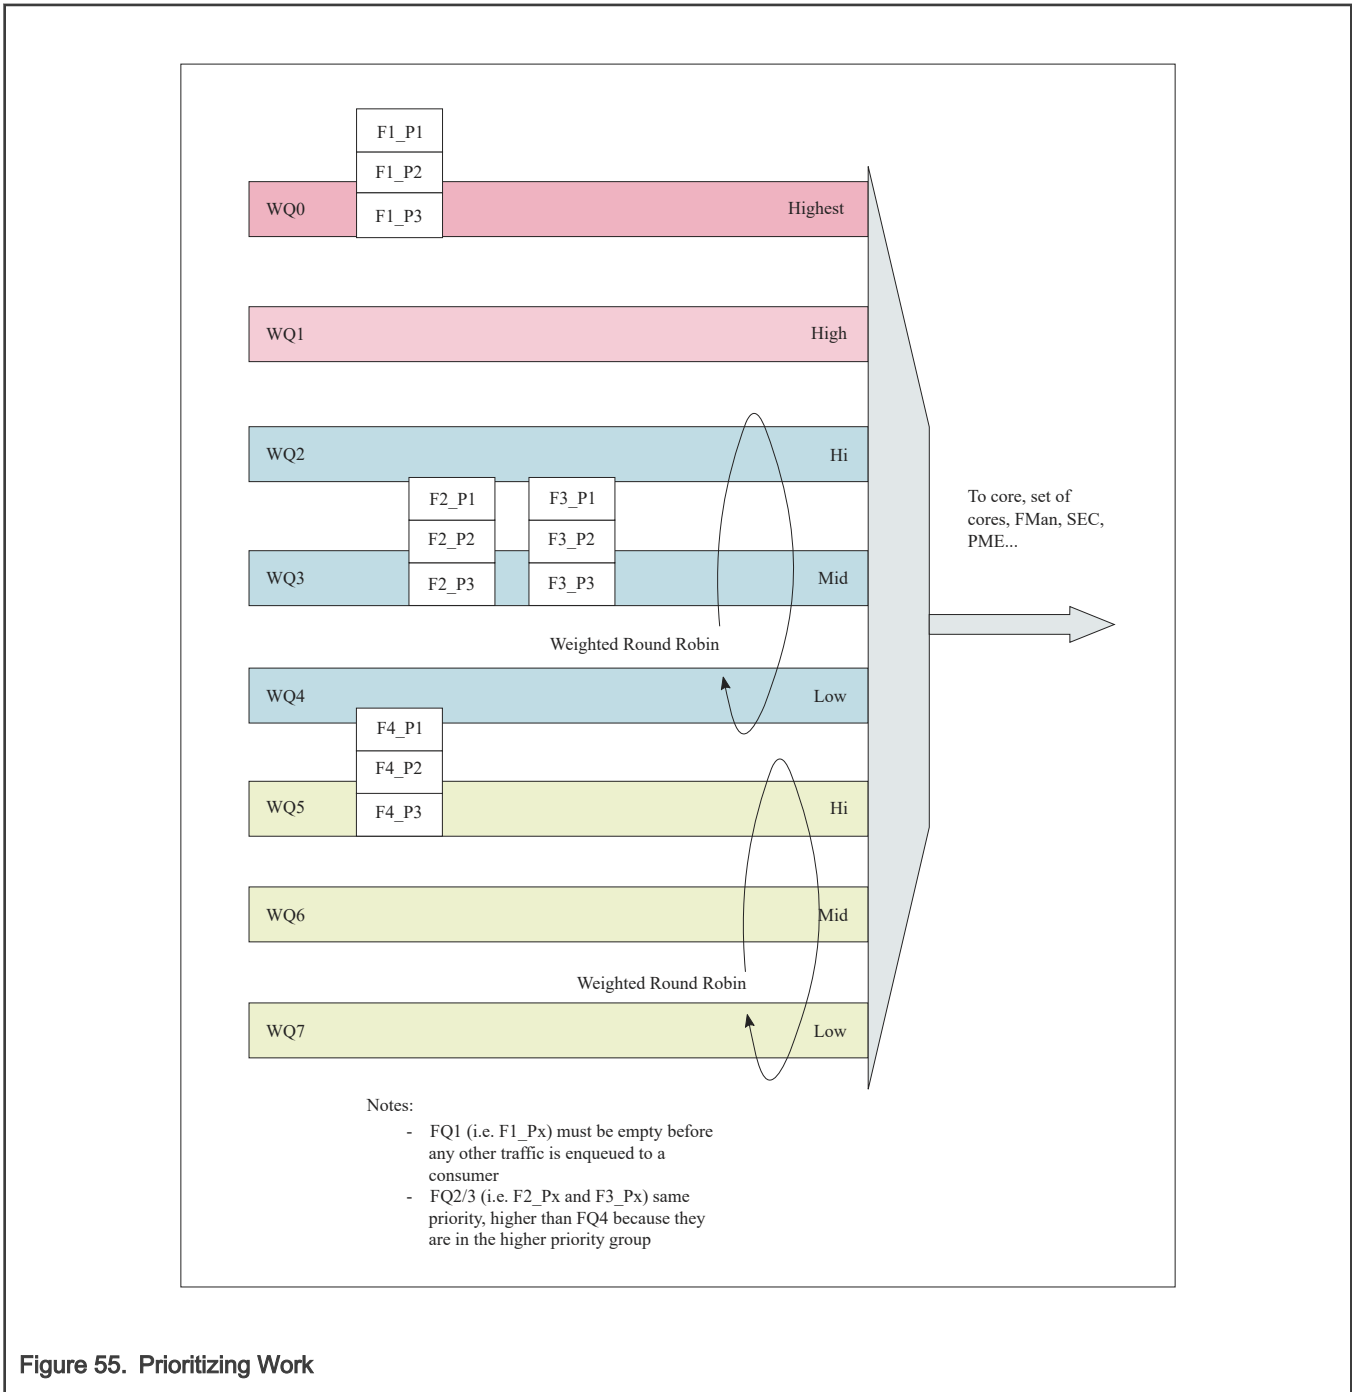 F1_P1
F1_P2
WQ0
F1_P3
Highest
WQ1
High
WQ2
Hi
F2_P1
F3_P1
F2_P2
F3_P2
WQ3
F2_P3
F3_P3
Mid
Weighted Round Robin
WQ4
Low
F4_P1
F4_P2
WQ5
F4_P3
Hi
WQ6
Mid
Weighted Round Robin
WQ7
Low
To core, set of
cores, FMan, SEC,
PME...
Notes:
- FQ1 (i.e. F1_Px) must be empty before
any other traffic is enqueued to a
consumer
- FQ2/3 (i.e. F2_Px and F3_Px) same
priority, higher than FQ4 because they
are in the higher priority group
Figure 55. Prioritizing Work